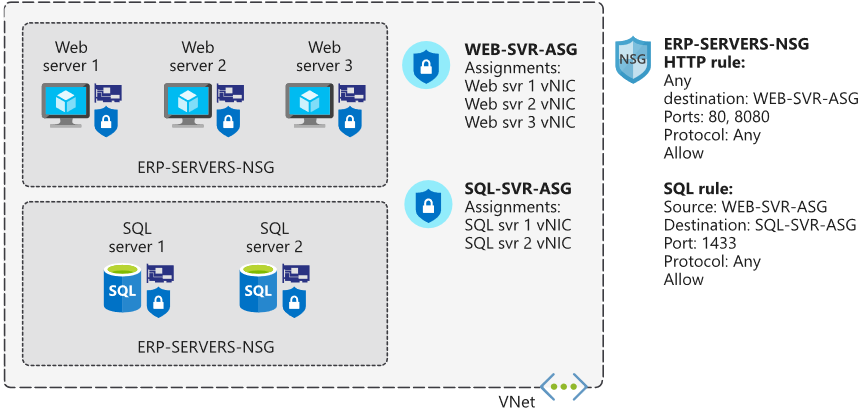 Web
server 1
Web
server 2
Web
server 3
ERP-SERVERS-NSG
SQL
server 1
SQL
server 2
SQL
SQL
ERP-SERVERS-NSG
WEB-SVR-ASG
Assignments:
Web svr 1 vNIC
Web svr 2 vNIC
Web svr 3 vNIC
SQL-SVR-ASG
Assignments:
SQL svr 1 vNIC
SQL svr 2 vNIC
VNet
NSG
ERP-SERVERS-NSG
HTTP rule:
Any
destination: WEB-SVR-ASG
Ports: 80, 8080
Protocol: Any
Allow
SQL rule:
Source: WEB-SVR-ASG
Destination: SQL-SVR-ASG
Port: 1433
Protocol: Any
Allow